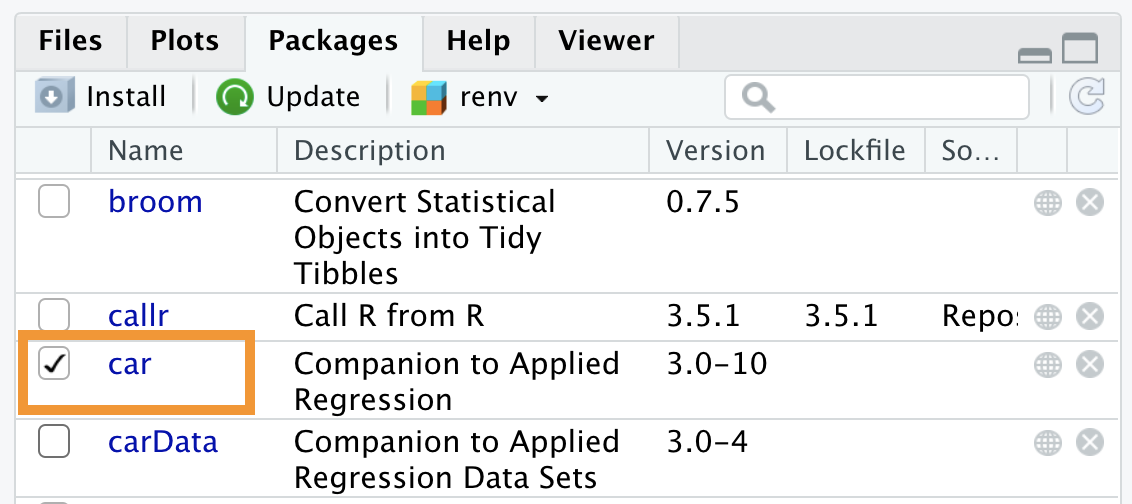 Files Plots Packages Help Viewer
Install Update renv
Name Description Version Lockfile So...
broom Convert Statistical 0.7.5
Objects into Tidy
Tibbles
callr Call R from R 3.5.1 3.5.1 Repo
car Companion to Applied 3.0-10
Regression
carData Companion to Applied 3.0-4
Regression Data Sets